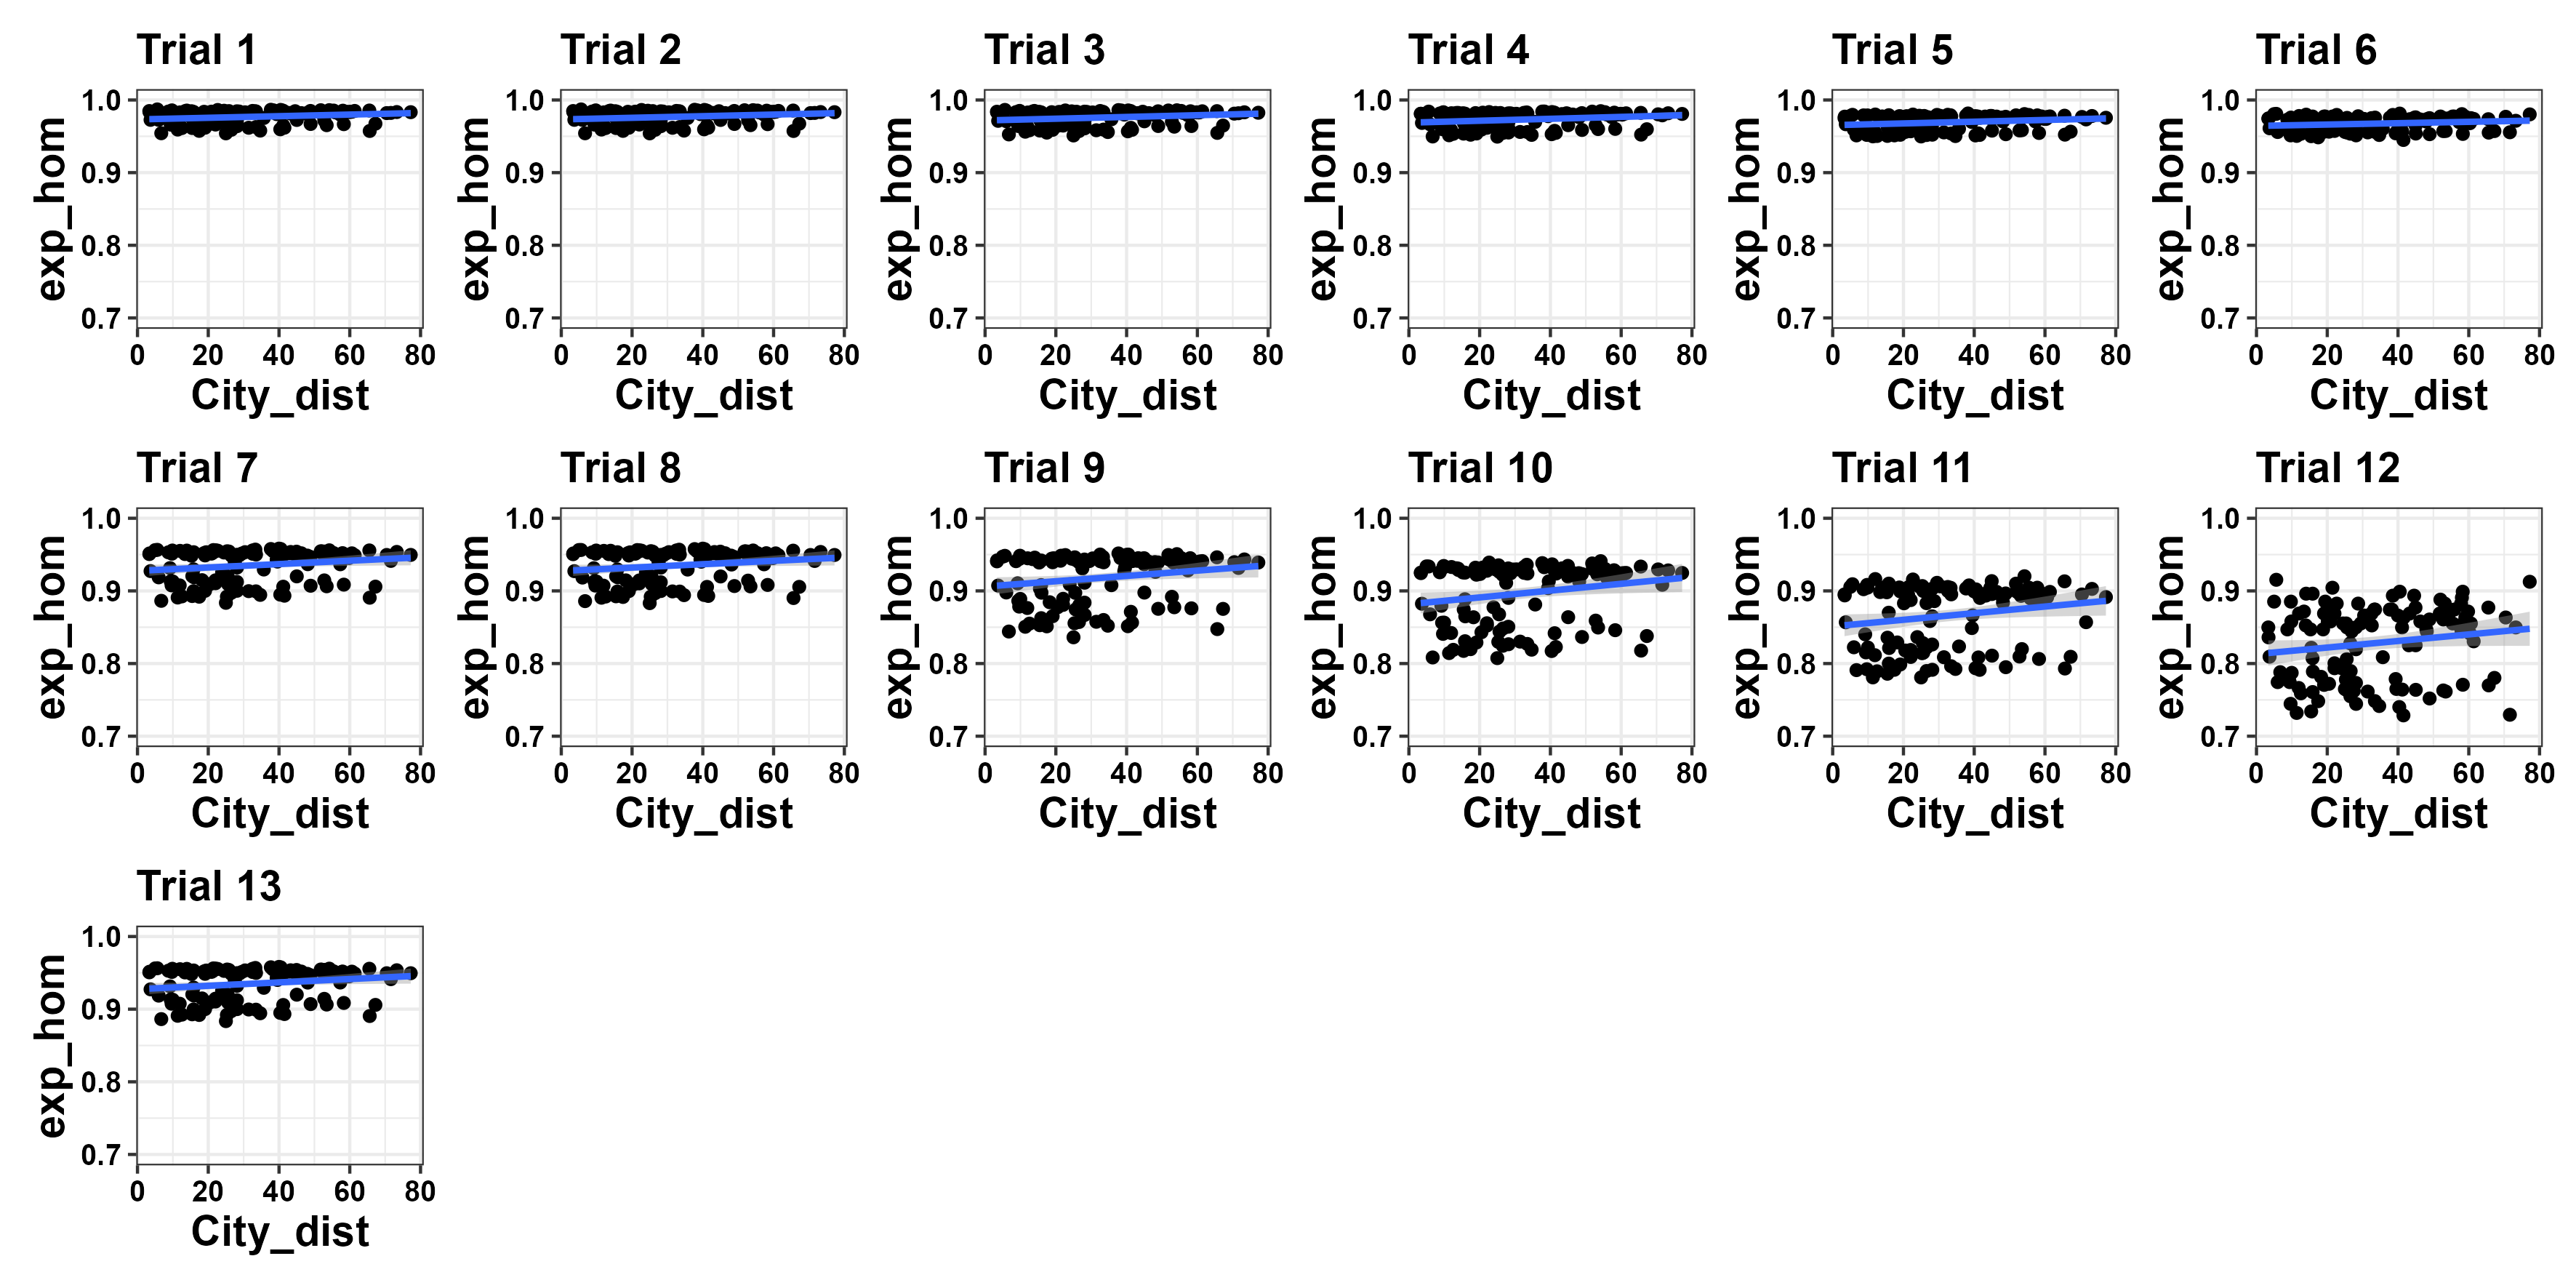 Trial 1 Trial 2 Trial 3 Trial 4 Trial 5 Trial 6
1.0 1.0 1.0 1.0 1.0 1.0
0.9 0.9 0.9 0.9 0.9 0.9
0.8 0.8 0.8 0.8 0.8 0.8
0.7 0.7 0.7 0.7 0.7 0.7
exp_hom exp_hom exp_hom exp_hom exp_hom exp_hom
0 20 40 60 80 0 20 40 60 80 0 20 40 60 80 0 20 40 60 80 0 20 40 60 80 0 20 40 60 80
City_dist City_dist City_dist City_dist City_dist City_dist
Trial 7 Trial 8 Trial 9 Trial 10 Trial 11 Trial 12
1.0 1.0 1.0 1.0 1.0 1.0
0.9 0.9 0.9 0.9 0.9 0.9
0.8 0.8 0.8 0.8 0.8 0.8
0.7 0.7 0.7 0.7 0.7 0.7
exp_hom exp_hom exp_hom exp_hom exp_hom exp_hom
0 20 40 60 80 0 20 40 60 80 0 20 40 60 80 0 20 40 60 80 0 20 40 60 80 0 20 40 60 80
City_dist City_dist City_dist City_dist City_dist City_dist
Trial 13
1.0
0.9
0.8
0.7
exp_hom
0 20 40 60 80
City_dist